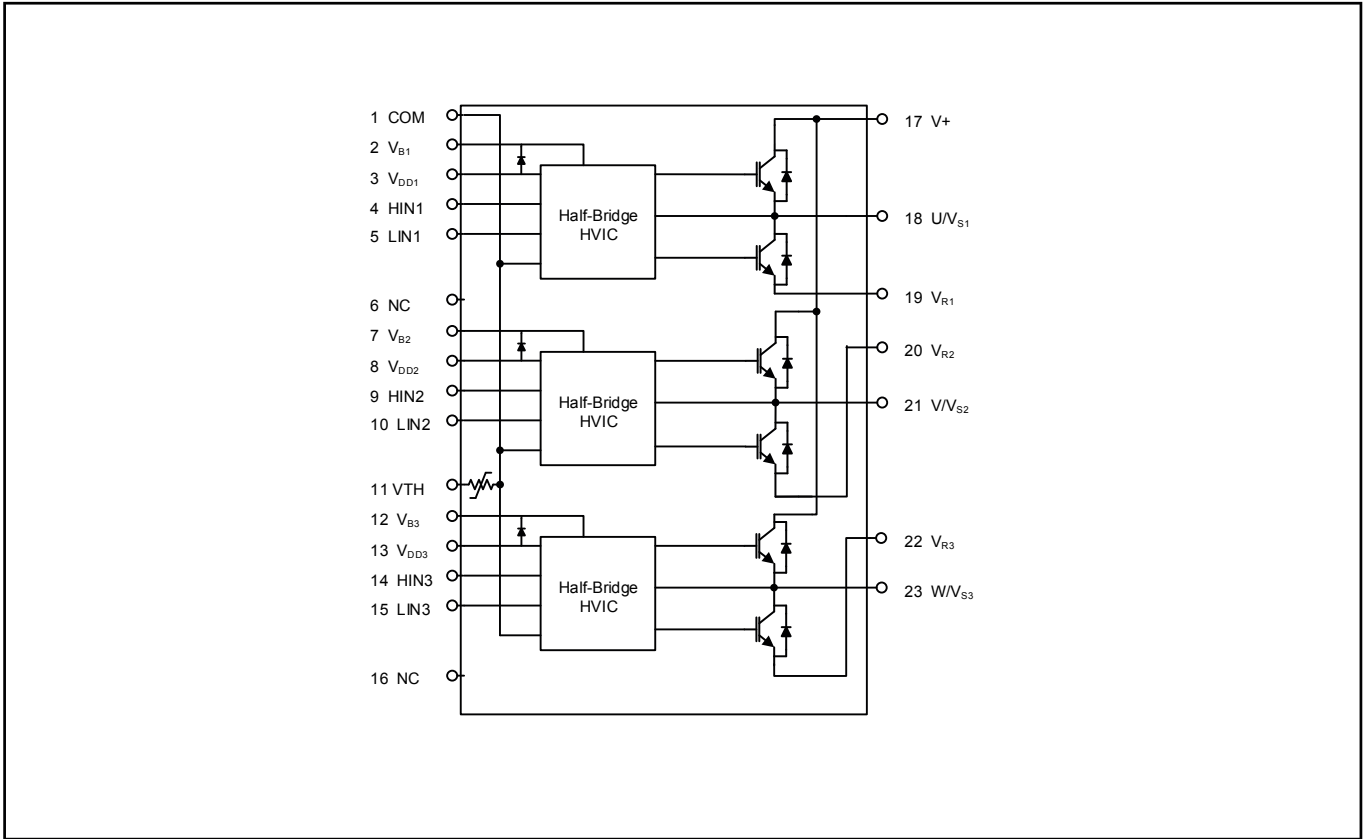 1 COM
2 VB1
3 VDD1
4 HIN1
5 LIN1
6 NC
7 VB2
8 VDD2
9 HIN2
10 LIN2
11 VTH
12 VB3
13 VDD3
14 HIN3
15 LIN3
16 NC
Half-Bridge
HVIC
Half-Bridge
HVIC
Half-Bridge
HVIC
17 V+
18 U/VS1
19 VR1
20 VR2
21 V/VS2
22 VR3
23 W/VS3